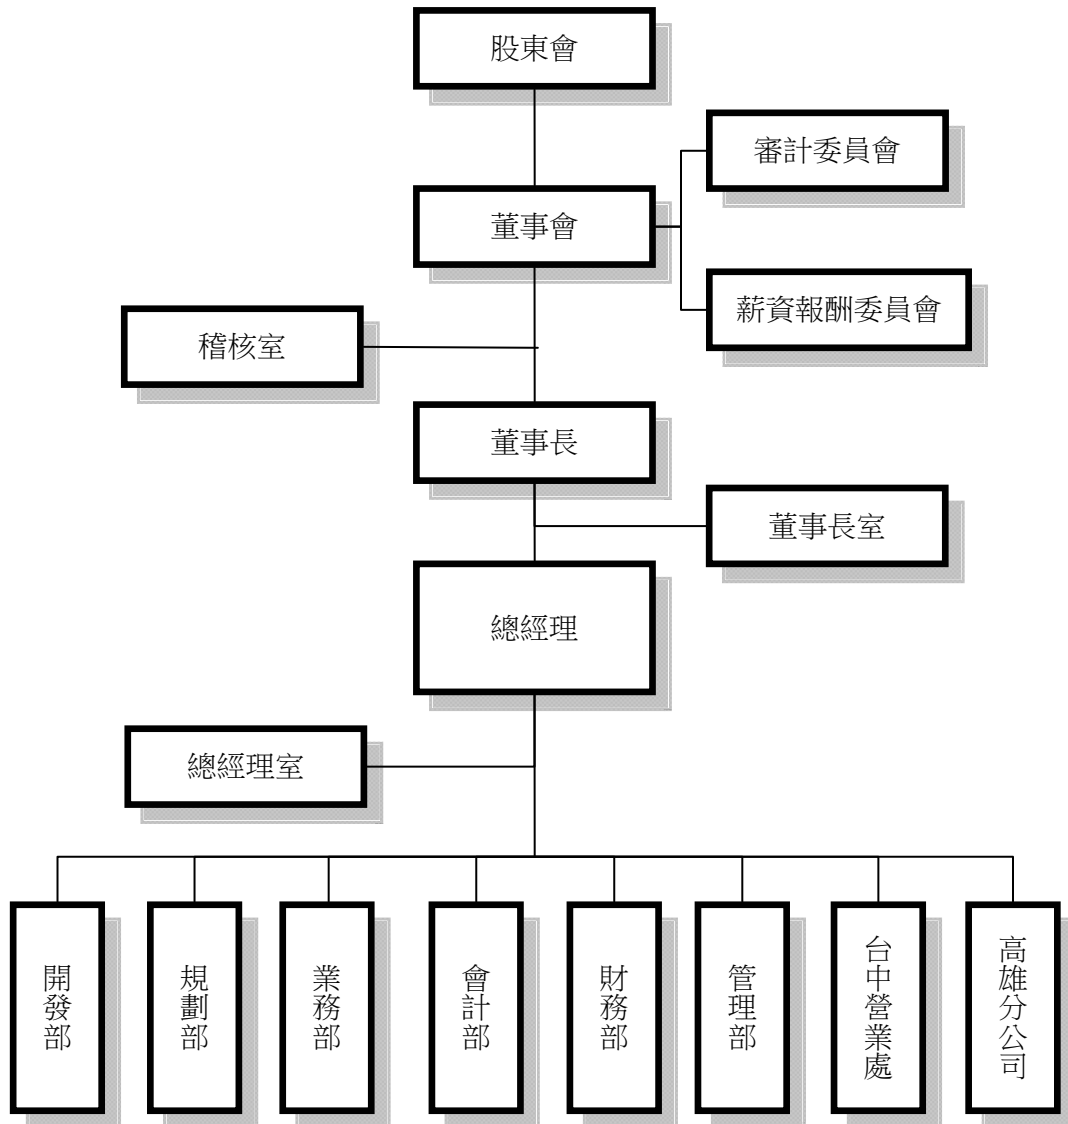 股東會
審計委員會
董事會
薪資報酬委員會
稽核室
董事長
董事長室
總經理
總經理室
開發部
規劃部
業務部
會計部
財務部
管理部
台中營業處
高雄分公司